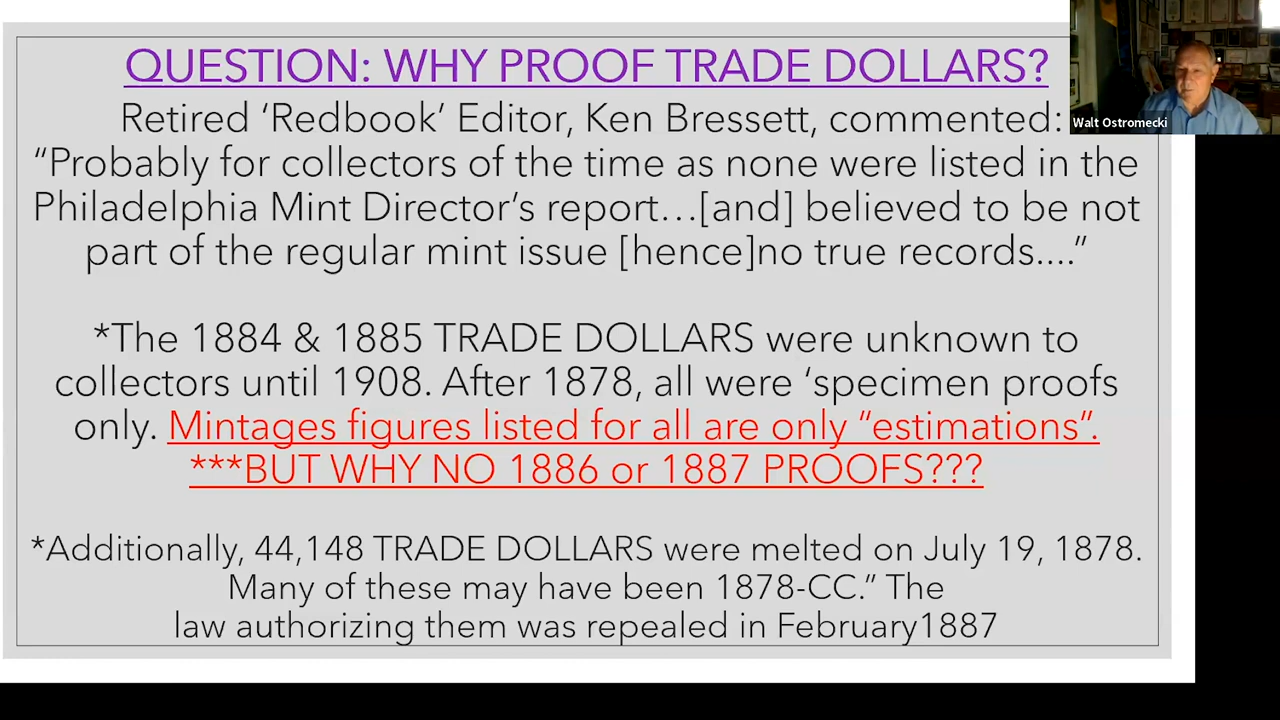 QUESTION: WHY PROOF TRADE DOLLARS?
Retired ‘Redbook’ Editor, Ken Bressett, commented:
“Probably for collectors of the time as none were listed in the
Philadelphia Mint Director’s report…[and] believed to be not
part of the regular mint issue [hence]no true records....”
*The 1884 & 1885 TRADE DOLLARS were unknown to
collectors until 1908. After 1878, all were ‘specimen proofs
only. Mintages figures listed for all are only “estimations”.
***BUT WHY NO 1886 or 1887 PROOFS???
*Additionally, 44,148 TRADE DOLLARS were melted on July 19, 1878.
Many of these may have been 1878-CC.” The
law authorizing them was repealed in February1887
Walt Ostromecki